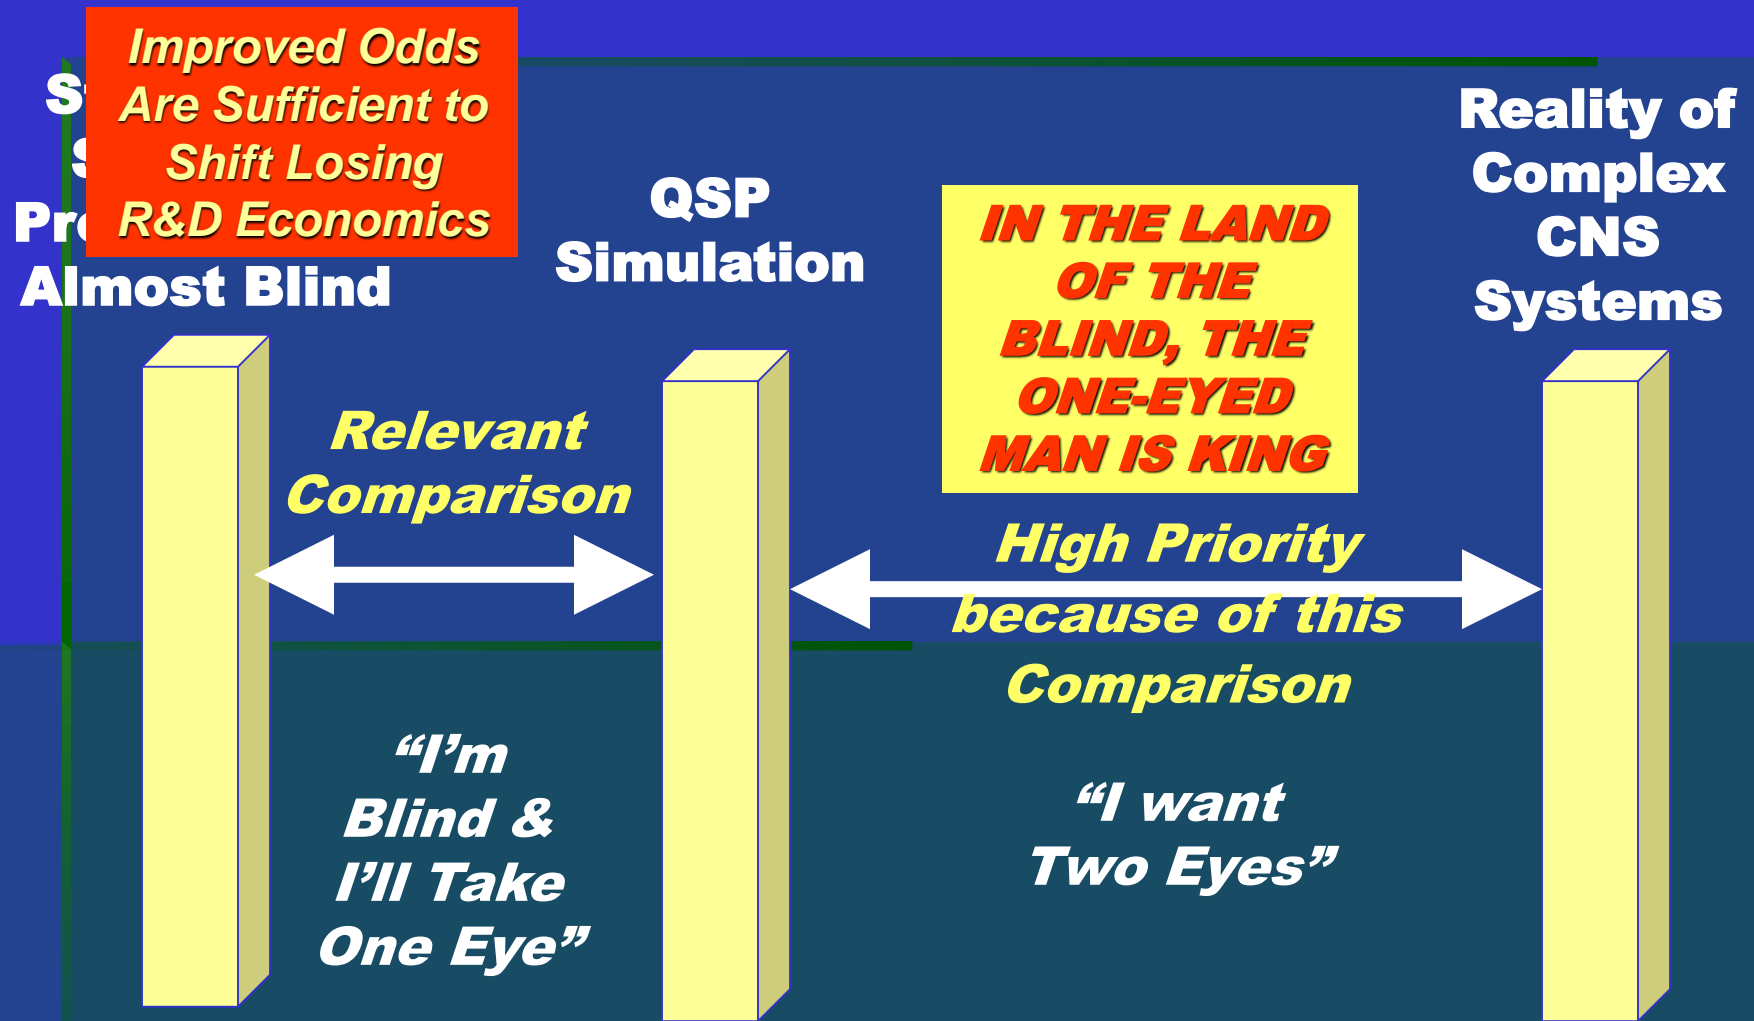 Improved Odds
Are Sufficient to
Shift Losing
R&D Economics
Almost Blind
QSP
Simulation
IN THE LAND
OF THE
BLIND, THE
ONE-EYED
MAN IS KING
Reality of
Complex
CNS
Systems
Relevant
Comparison
High Priority
because of this
Comparison
“I’m
Blind &
I’ll Take
One Eye”
“I want
Two Eyes”